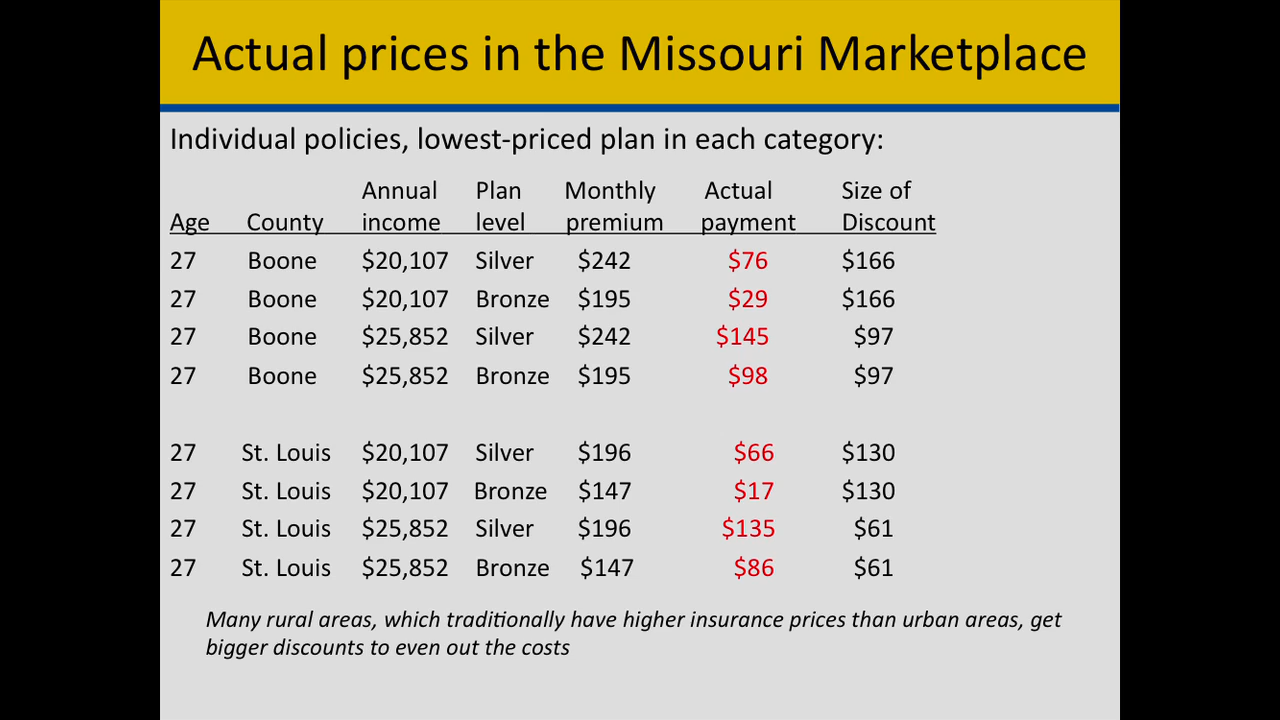 Actual prices in the Missouri Marketplace
Individual policies, lowest-priced plan in each category:
Annual Plan Monthly Actual Size of
Age County income level premium payment Discount
27 Boone $20,107 Silver $242 $76 $166
27 Boone $20,107 Bronze $195 $29 $166
27 Boone $25,852 Silver $242 $145 $97
27 Boone $25,852 Bronze $195 $98 $97
27 St. Louis $20,107 Silver $196 $66 $130
27 St. Louis $20,107 Bronze $147 $17 $130
27 St. Louis $25,852 Silver $196 $135 $61
27 St. Louis $25,852 Bronze $147 $86 $61
Many rural areas, which traditionally have higher insurance prices than urban areas, get
bigger discounts to even out the costs